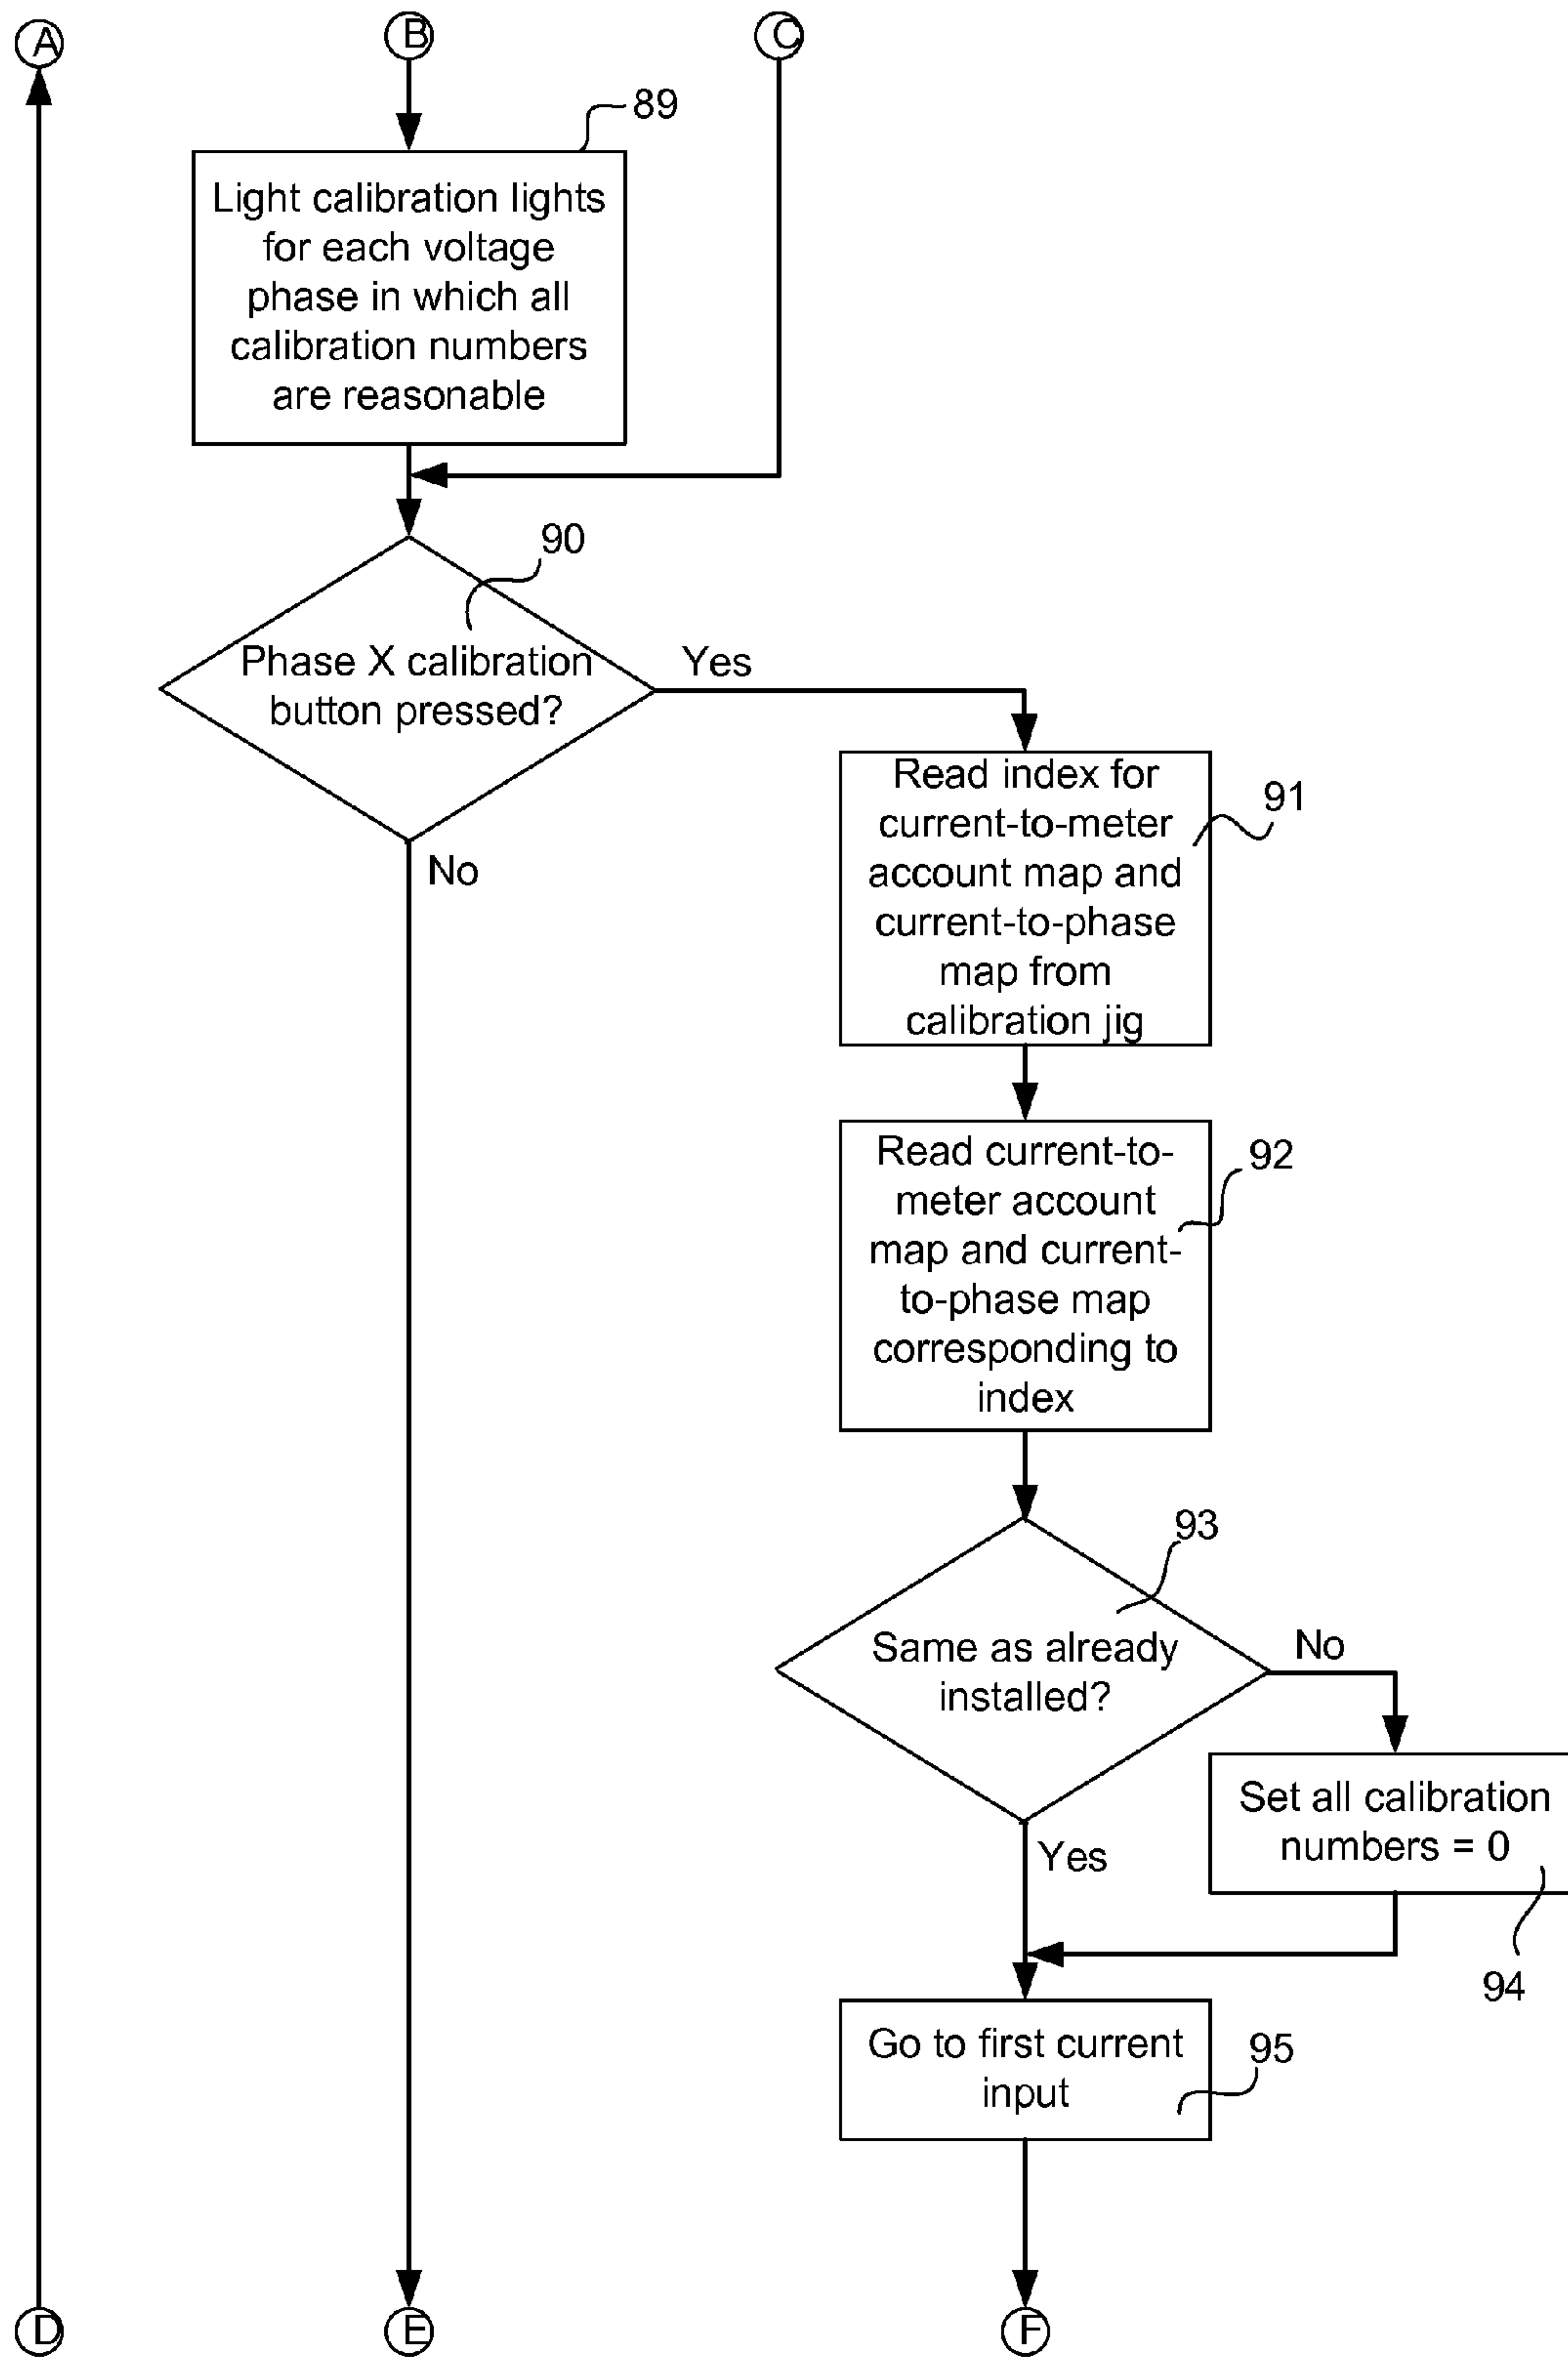 A
B
C
89
Light calibration lights
for each voltage
phase in which all
calibration numbers
are reasonable
90
Phase X calibration
button pressed?
Yes
No
Read index for
current-to-meter
account map and
current-to-phase
map from
calibration jig
91
Read current-to-
meter account
map and current-
to-phase map
corresponding to
index
92
93
Same as already
installed?
No
Yes
Set all calibration
numbers = 0
94
Go to first current
input
95
D
E
F